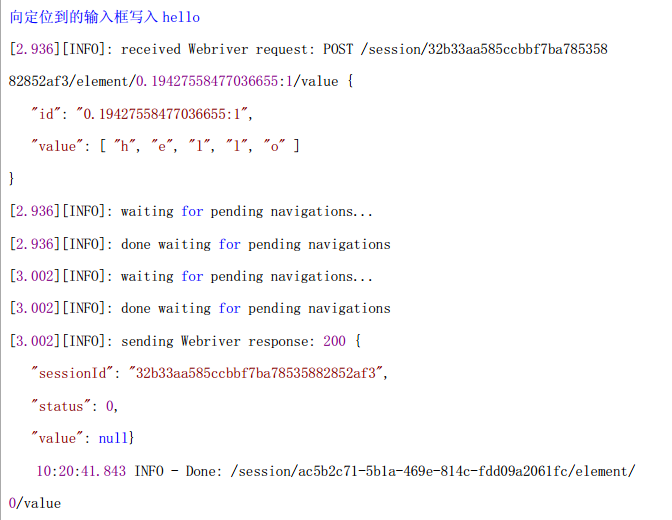 向定位到的输入框写入 hello
[2.936][INFO]: received Webriver request: POST /session/32b33aa585ccbbf7ba785358
82852af3/element/0.19427558477036655:1/value {
"id": "0.19427558477036655:1",
"value": [ "h", "e", "l", "l", "o" ]
}
[2.936][INFO]: waiting for pending navigations...
[2.936][INFO]: done waiting for pending navigations
[3.002][INFO]: waiting for pending navigations...
[3.002][INFO]: done waiting for pending navigations
[3.002][INFO]: sending Webriver response: 200 {
"sessionId": "32b33aa585ccbbf7ba78535882852af3",
"status": 0,
"value": null}
10:20:41.843 INFO - Done: /session/ac5b2c71-5b1a-469e-814c-fdd09a2061fc/element/
0/value